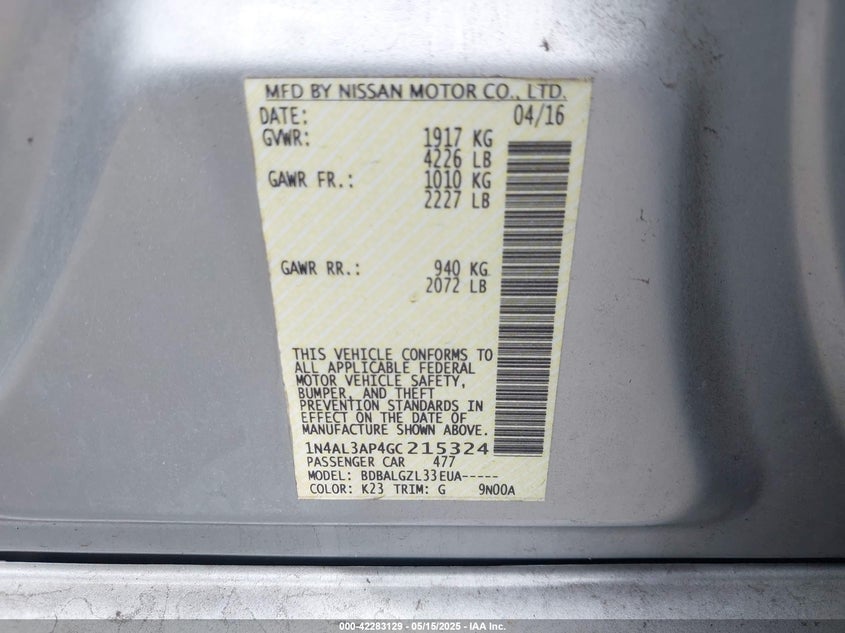 MFD BY NISSAN MOTOR CO., LTD.
DATE: 04/16
GVWR: 1917 KG
4226 LB
GAWR FR.: 1010 KG
2227 LB
GAWR RR.: 940 KG
2072 LB
THIS VEHICLE CONFORMS TO
ALL APPLICABLE FEDERAL
MOTOR VEHICLE SAFETY,
BUMPER, AND THEFT
PREVENTION STANDARDS IN
EFFECT ON THE DATE OF
MANUFACTURE SHOWN ABOVE.
1N4AL3AP4GC215324
PASSENGER CAR 477
MODEL: BDBALGZL33EUA-----
COLOR: K23 TRIM: G 9N00A
000-42283129 - 05/15/2025 - IAA Inc.